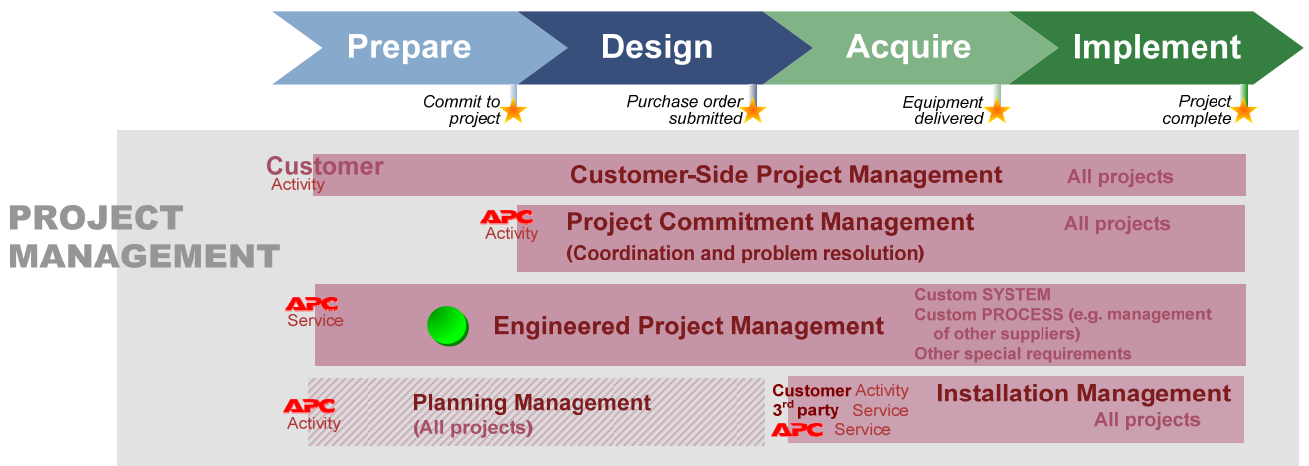 Prepare
Design
Acquire
Implement
Commit to
project
Purchase order
submitted
Equipment
delivered
Project
complete
PROJECT
MANAGEMENT
Customer
Activity
Customer-Side Project Management
All projects
APC
Activity
Project Commitment Management
All projects
(Coordination and problem resolution)
APC
Service
Engineered Project Management
Custom SYSTEM
Custom PROCESS (e.g. management
of other suppliers)
Other special requirements
APC
Activity
Planning Management
(All projects)
Customer Activity
3rd party Service
APC Service
Installation Management
All projects